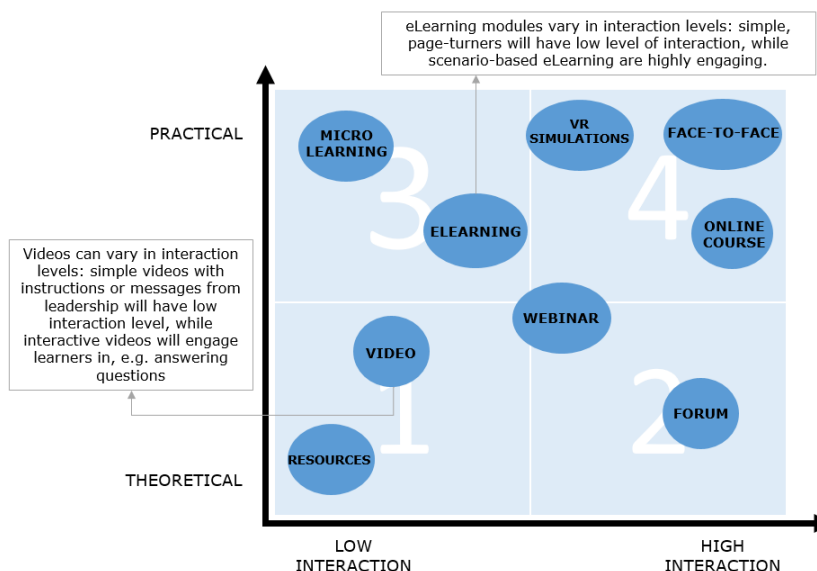 eLearning modules vary in interaction levels: simple,
page-turners will have low level of interaction, while
scenario-based eLearning are highly engaging.
PRACTICAL
MICRO
LEARNING
VR
SIMULATIONS
FACE-TO-FACE
3
4
ELEARNING
ONLINE
COURSE
Videos can vary in interaction
levels: simple videos with
instructions or messages from
leadership will have low
interaction level, while
interactive videos will engage
learners in, e.g. answering
questions
WEBINAR
VIDEO
1
2
FORUM
RESOURCES
THEORETICAL
LOW
INTERACTION
HIGH
INTERACTION